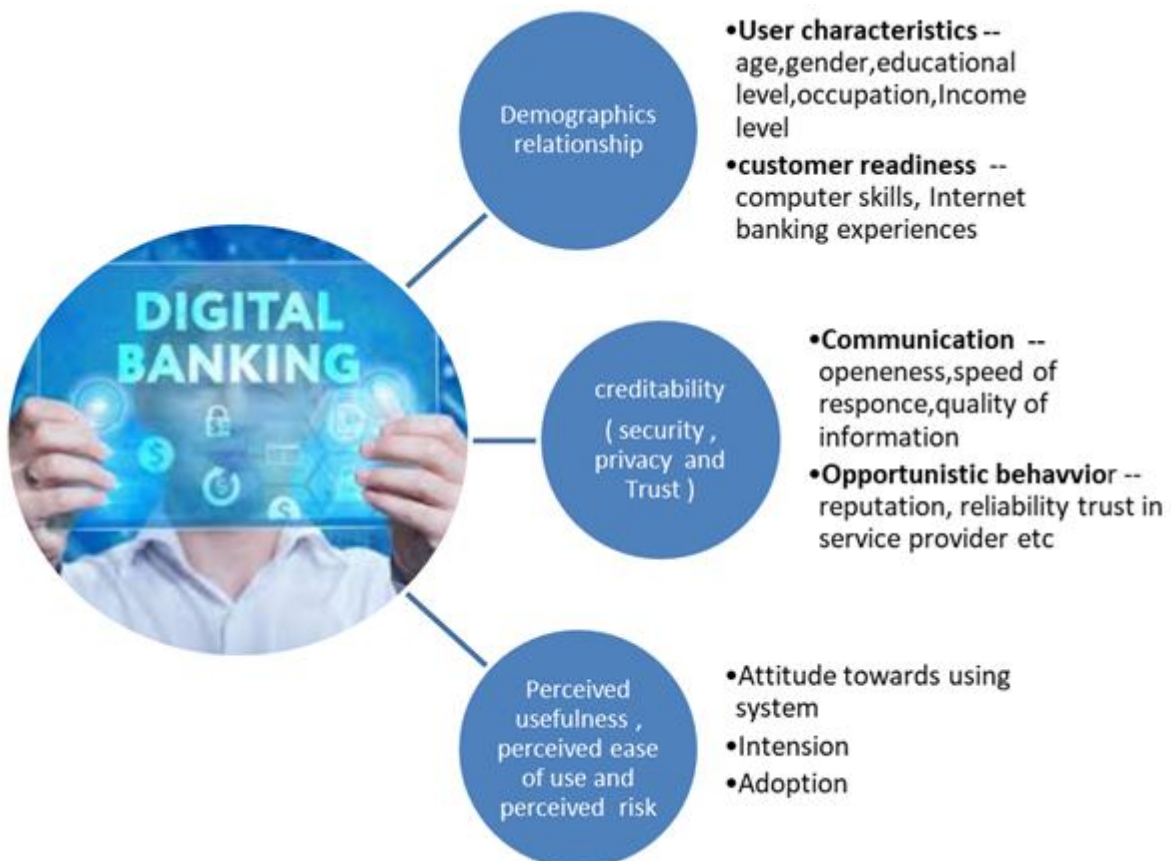 •User characteristics --
age,gender,educational
level,occupation,Income
level
•customer readiness --
computer skills, Internet
banking experiences
Demographics
relationship
DIGITAL
BANKING
•Communication --
openeness,speed of
responce,quality of
information
•Opportunistic behavvior --
reputation, reliability trust in
service provider etc
creditability
( security ,
privacy and
Trust )
Perceived
usefulness ,
perceived ease
of use and
perceived risk
•Attitude towards using
system
•Intension
•Adoption